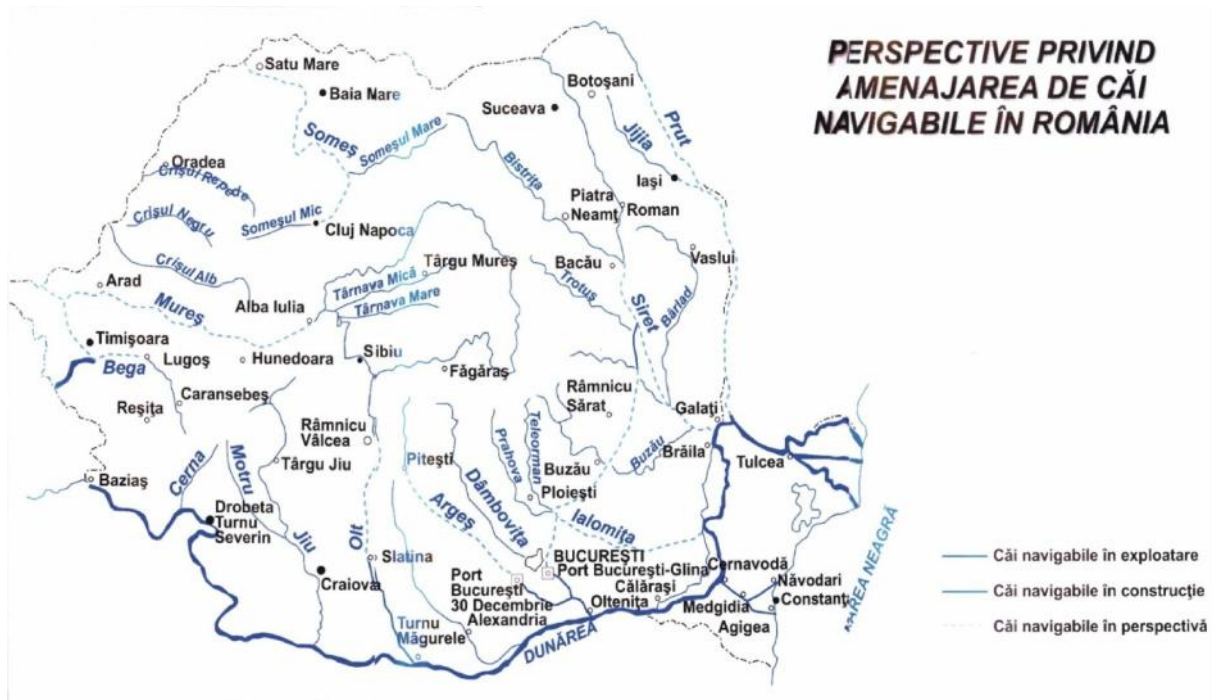 PERSPECTIVE PRIVIND
AMENAJAREA DE CĂI
NAVIGABILE ÎN ROMÂNIA
Satu Mare
Baia Mare
Botoşani
Suceava
Prut
Jijia
Someş
Someşul Mare
Oradea
Crişul Repede
Bistriţa
Iaşi
Piatra
Neamţ
Roman
Crişul Negru
Someşul Mic
Cluj Napoca
Vaslui
Crişul Alb
Târgu Mureş
Bacău
Arad
Târnava Mică
Trotuş
Mureş
Alba Iulia
Târnava Mare
Siret
Bârlad
Timişoara
Lugoş
Hunedoara
Sibiu
Bega
Făgăraş
Caransebeş
Râmnicu
Sărat
Reşiţa
Galaţi
Râmnicu
Vâlcea
Teleorman
Prahova
Buzău
Brăila
Cerna
Motru
Târgu Jiu
Piteşti
Buzău
Tulcea
Baziaş
Dâmboviţa
Ploieşti
Drobeta
Turnu
Severin
Argeş
Ialomiţa
Jiu
Olt
Slatina
BUCUREŞTI
Port Bucureşti-Glina
Cernavodă
MAREA NEAGRĂ
Căi navigabile în exploatare
Craiova
Port
Bucureşti
30 Decembrie
Călăraşi
Năvodari
Olteniţa
Medgidia
Constanţ
Căi navigabile în construcţie
Alexandria
Turnu
Măgurele
Agigea
DUNĂREA
Căi navigabile în perspectivă